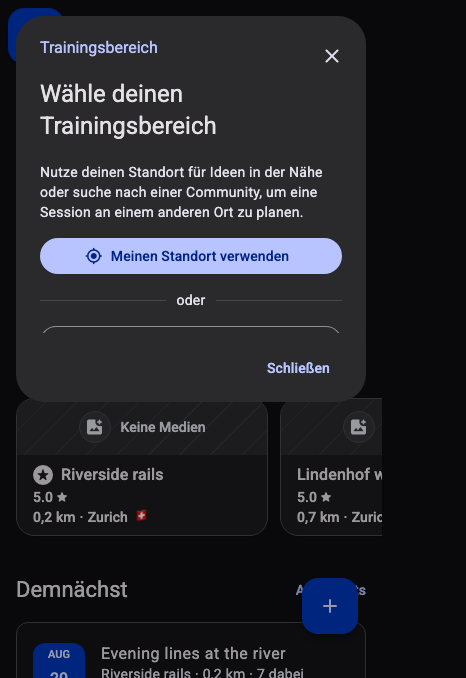 Trainingsbereich
Wähle deinen
Trainingsbereich
Nutze deinen Standort für Ideen in der Nähe
oder suche nach einer Community, um eine
Session an einem anderen Ort zu planen.
Meinen Standort verwenden
oder
Schließen
Keine Medien
Riverside rails
5.0 ★
0,2 km · Zurich 🇨🇭
Lindenhof
5.0 ★
0,7 km ·
Demnächst
AUG
Evening lines at the river
Riverside rails · 0,2 km · 7 dabei